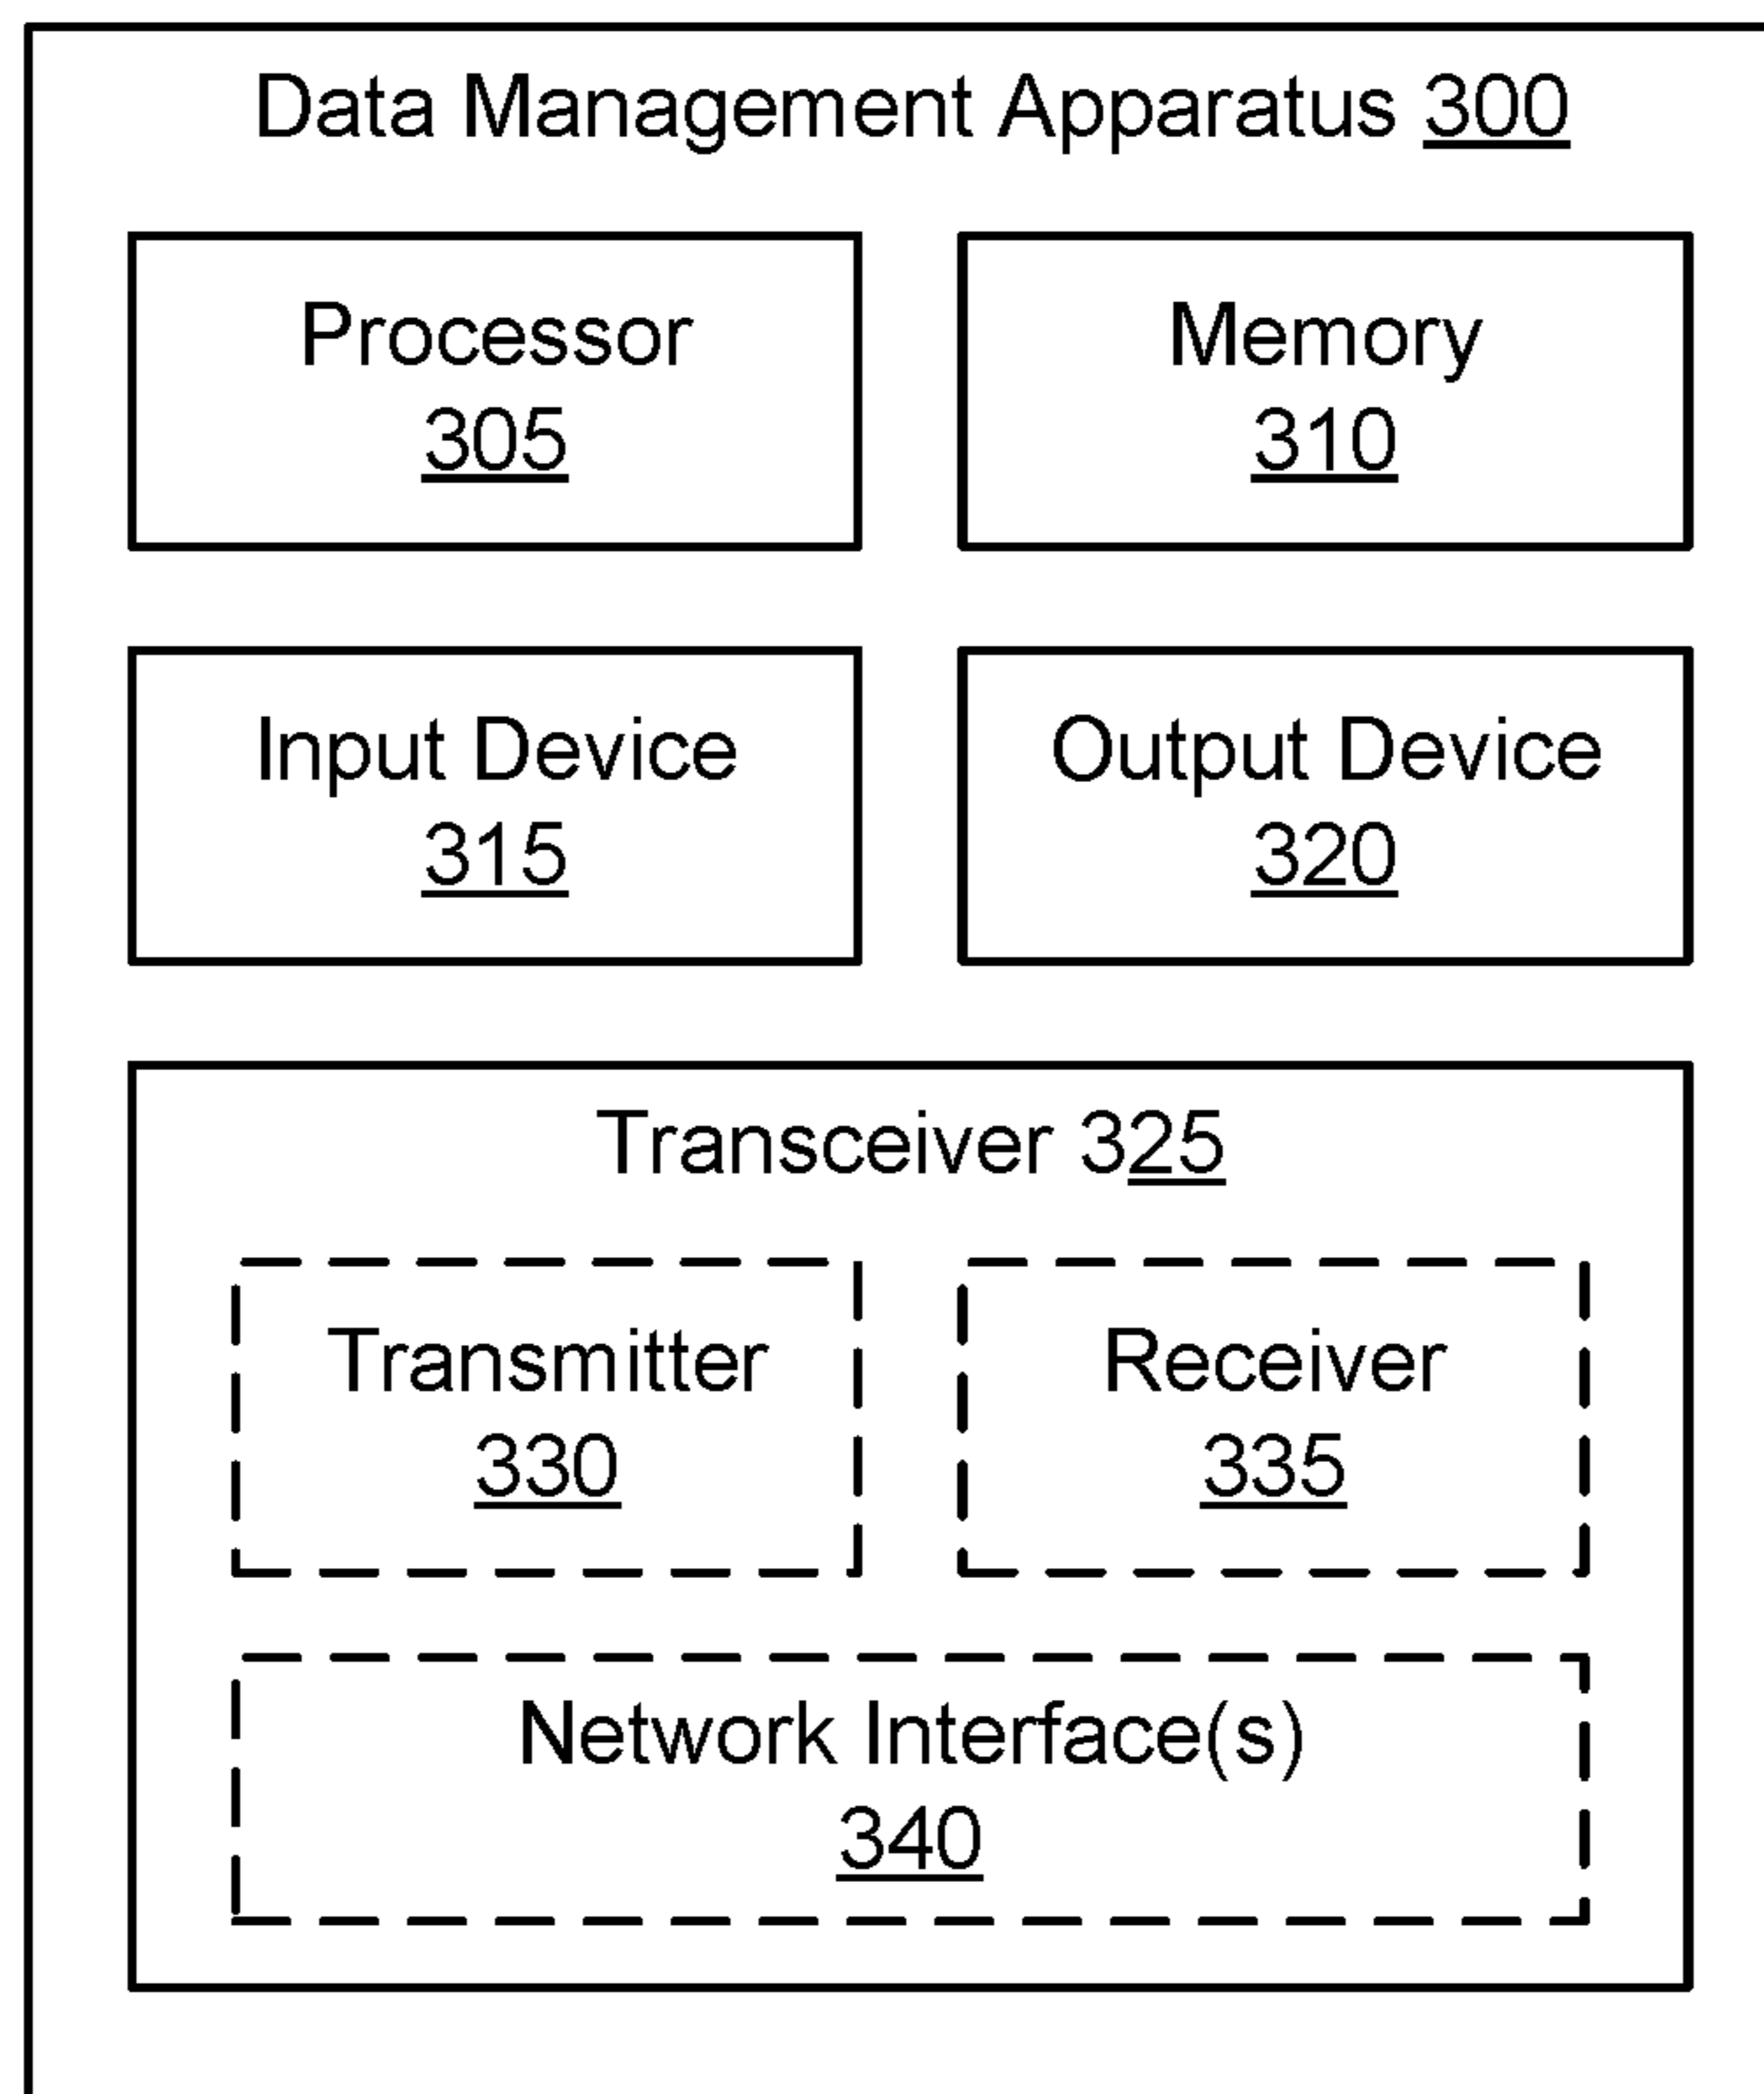 Data Management Apparatus 300
Processor
305
Memory
310
Input Device
315
Output Device
320
Transceiver 325
Transmitter
330
Receiver
335
Network Interface(s)
340